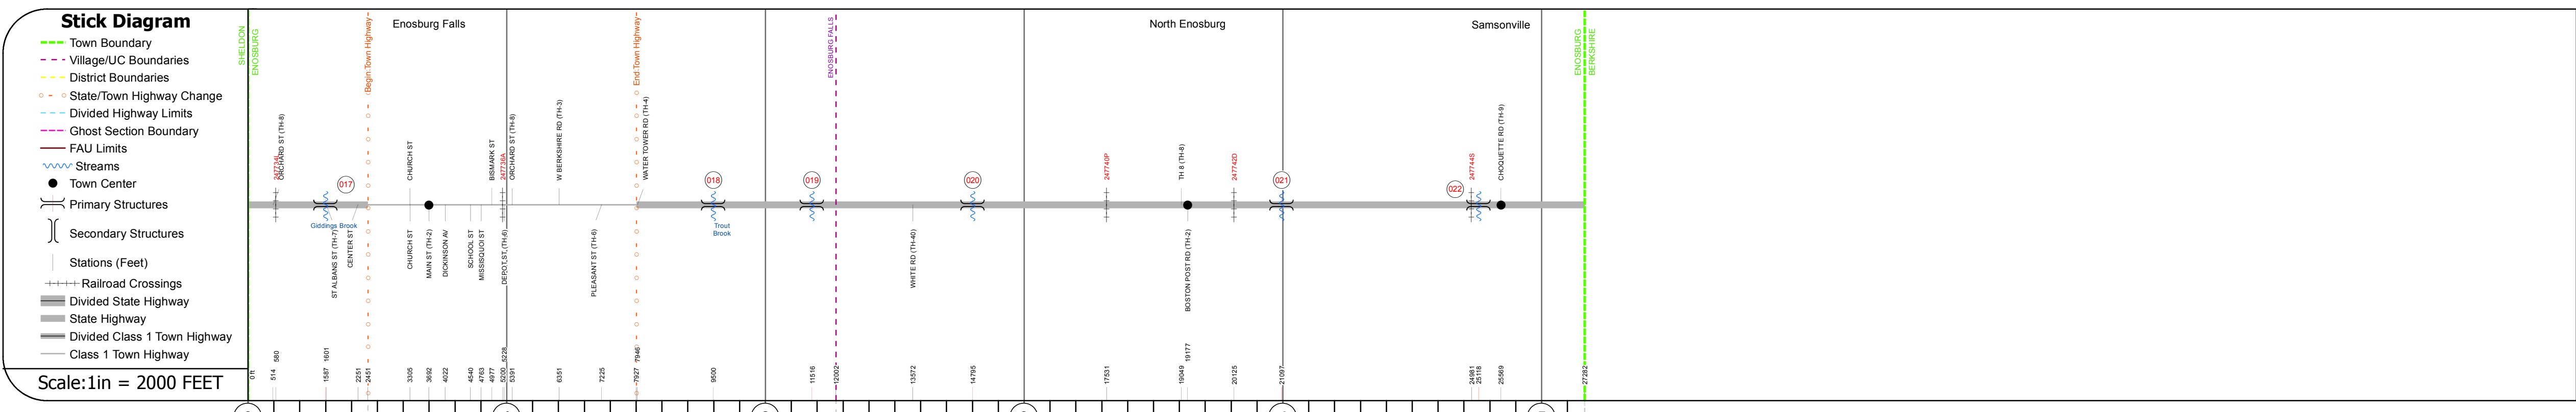 Stick Diagram
Town Boundary
Village/UC Boundaries
District Boundaries
State/Town Highway Change
Divided Highway Limits
Ghost Section Boundary
FAU Limits
Streams
Town Center
Primary Structures
Secondary Structures
Stations (Feet)
Railroad Crossings
Divided State Highway
State Highway
Divided Class 1 Town Highway
Class 1 Town Highway
Scale:1in = 2000 FEET
SHELDON
ENOSBURG
Begin Town Highway
Enosburg Falls
End Town Highway
ENOSBURG FALLS
North Enosburg
Samsonville
ENOSBURG
BERKSHIRE
247734L
ORCHARD ST (TH-8)
017
CHURCH ST
BISMARK ST
247736A
ORCHARD ST (TH-8)
W BERKSHIRE RD (TH-3)
WATER TOWER RD (TH-4)
018
019
020
247740P
TH 8 (TH-8)
247742D
021
022
247744S
CHOQUETTE RD (TH-9)
Giddings Brook
ST ALBANS ST (TH-7)
CENTER ST
CHURCH ST
MAIN ST (TH-2)
DICKINSON AV
SCHOOL ST
MISSISQUOI ST
DEPOT ST (TH-6)
PLEASANT ST (TH-6)
Trout
Brook
WHITE RD (TH-40)
BOSTON POST RD (TH-2)
0 ft
514
580
1587
1601
2251
2451
3305
3692
4022
4540
4763
4977
5200
5228
5391
6351
7225
7927
7946
9500
11516
12002
13572
14795
17531
19049
19177
20125
21097
24981
25118
25569
27282